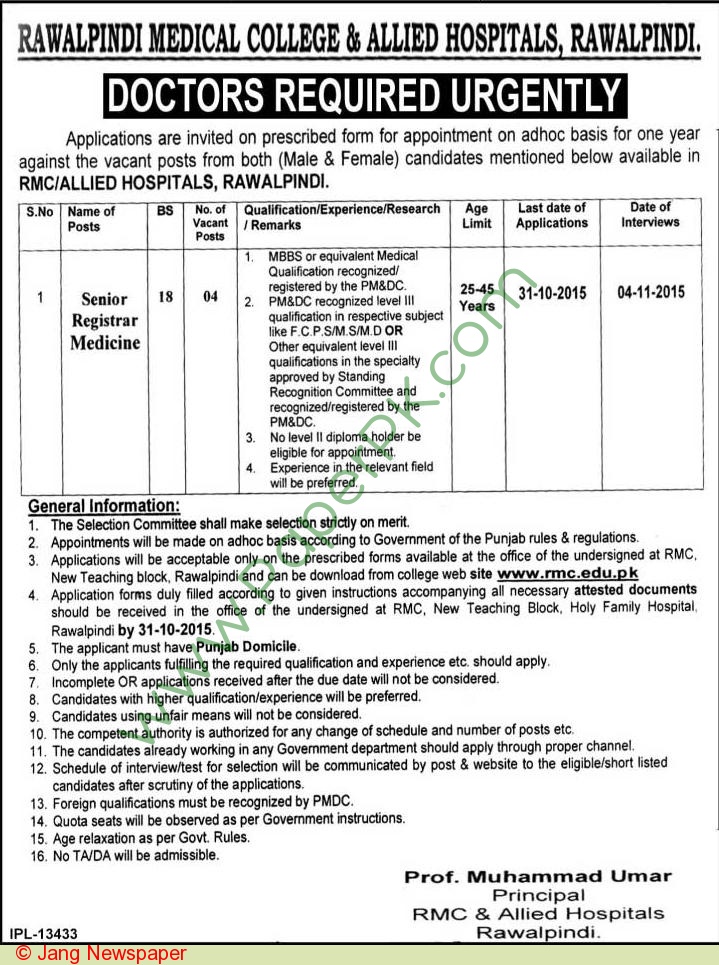 RAWALPINDI MEDICAL COLLEGE & ALLIED HOSPITALS, RAWALPINDI.
DOCTORS REQUIRED URGENTLY
Applications are invited on prescribed form for appointment on adhoc basis for one year
against the vacant posts from both (Male & Female) candidates mentioned below available in
RMC/ALLIED HOSPITALS, RAWALPINDI.
S.No
Name of
Posts
BS
No. of
Vacant
Posts
Qualification/Experience/Research
/ Remarks
Age
Limit
Last date of
Applications
Date of
Interviews
1
Senior
Registrar
Medicine
18
04
1. MBBS or equivalent Medical
Qualification recognized/
registered by the PM&DC.
2. PM&DC recognized level III
qualification in respective subject
like F.C.P.S/M.S/M.D OR
Other equivalent level III
qualifications in the specialty
approved by Standing
Recognition Committee and
recognized/registered by the
PM&DC.
3. No level II diploma holder be
eligible for appointment.
4. Experience in the relevant field
will be preferred.
25-45
Years
31-10-2015
04-11-2015
General Information:
1. The Selection Committee shall make selection strictly on merit.
2. Appointments will be made on adhoc basis according to Government of the Punjab rules & regulations.
3. Applications will be acceptable only on the prescribed forms available at the office of the undersigned at RMC,
New Teaching block, Rawalpindi and can be download from college web site www.rmc.edu.pk
4. Application forms duly filled according to given instructions accompanying all necessary attested documents
should be received in the office of the undersigned at RMC, New Teaching Block, Holy Family Hospital,
Rawalpindi by 31-10-2015.
5. The applicant must have Punjab Domicile.
6. Only the applicants fulfilling the required qualification and experience etc. should apply.
7. Incomplete OR applications received after the due date will not be considered.
8. Candidates with higher qualification/experience will be preferred.
9. Candidates using unfair means will not be considered.
10. The competent authority is authorized for any change of schedule and number of posts etc.
11. The candidates already working in any Government department should apply through proper channel.
12. Schedule of interview/test for selection will be communicated by post & website to the eligible/short listed
candidates after scrutiny of the applications.
13. Foreign qualifications must be recognized by PMDC.
14. Quota seats will be observed as per Government instructions.
15. Age relaxation as per Govt. Rules.
16. No TA/DA will be admissible.
Prof. Muhammad Umar
Principal
RMC & Allied Hospitals
Rawalpindi.
IPL-13433
www.PaperPK.com
© Jang Newspaper